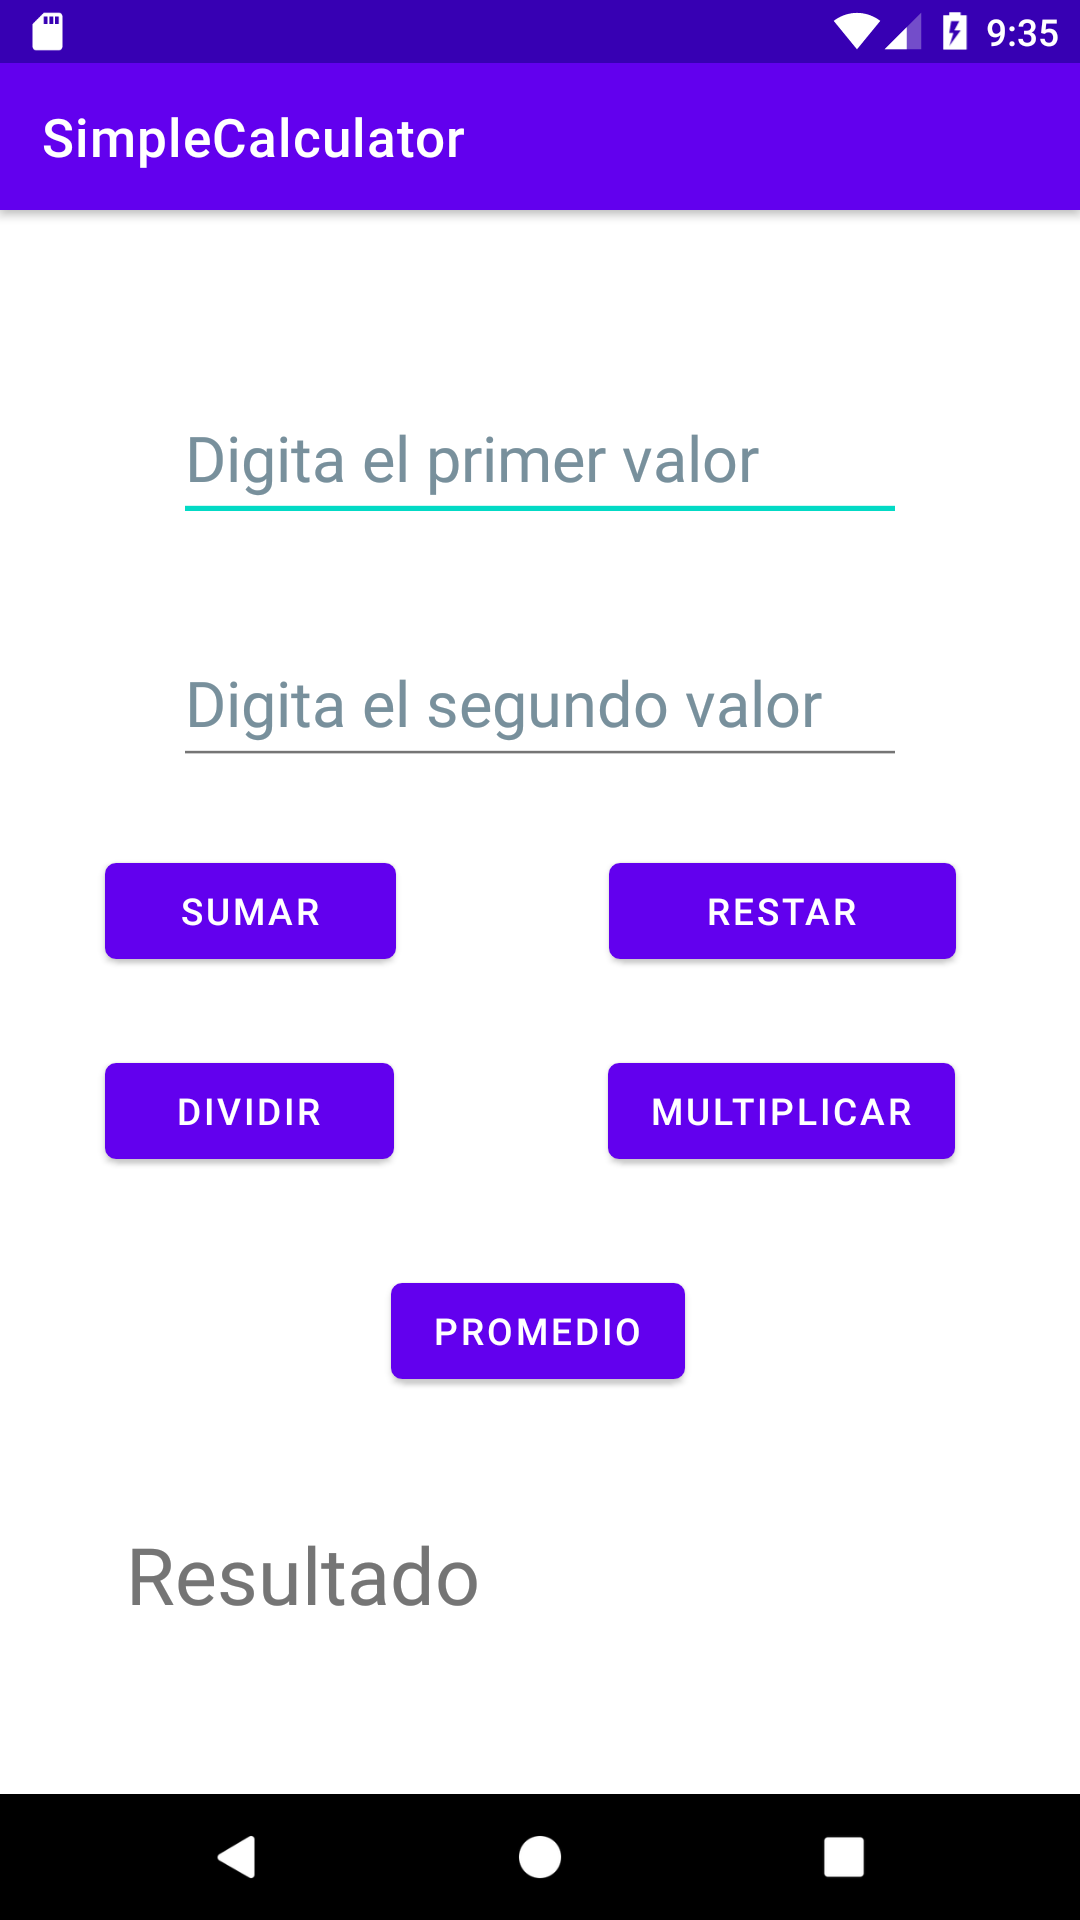 9:35
SimpleCalculator
Digita el primer valor
Digita el segundo valor
SUMAR RESTAR
DIVIDIR MULTIPLICAR
PROMEDIO
Resultado